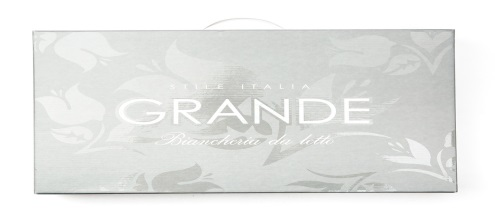 STILE ITALIA
GRANDE
Biancheria da letto